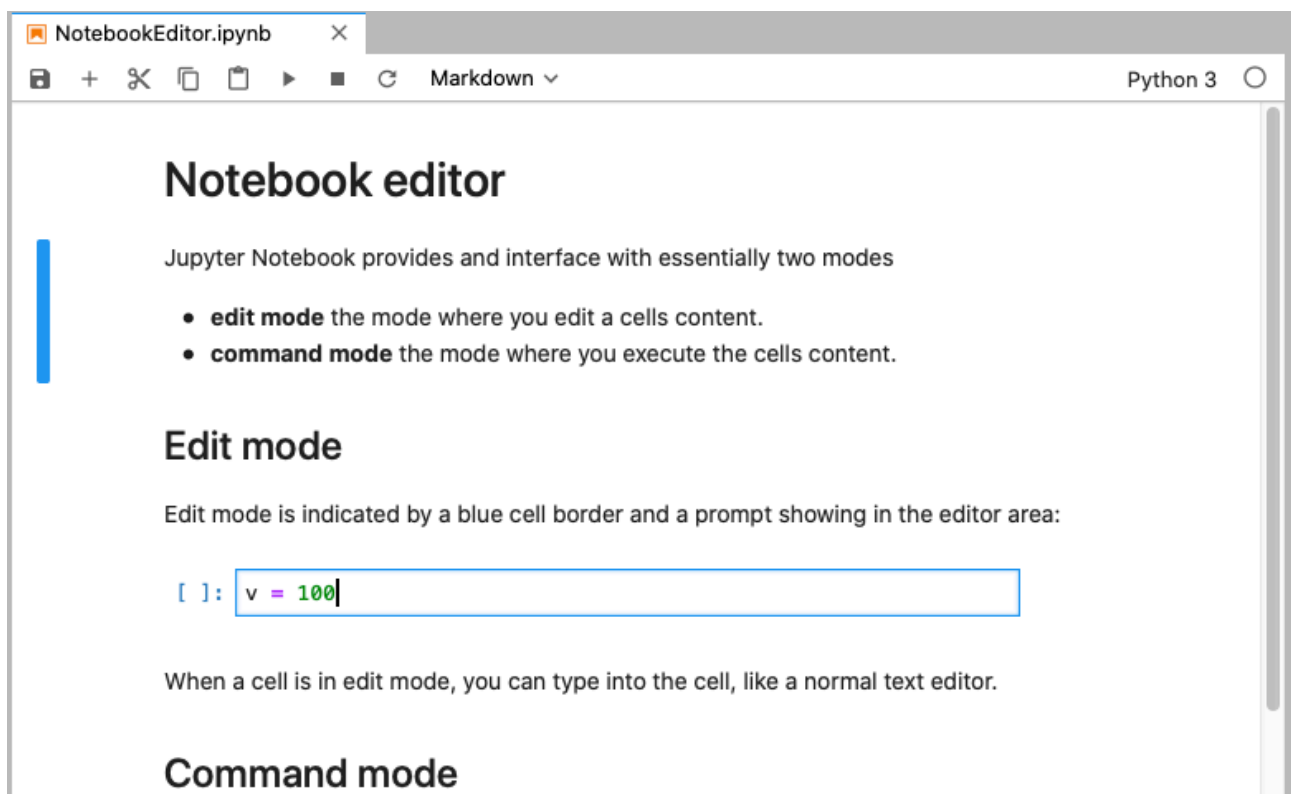 NotebookEditor.ipynb
Markdown
Python 3
Notebook editor
Jupyter Notebook provides and interface with essentially two modes
• edit mode the mode where you edit a cells content.
• command mode the mode where you execute the cells content.
Edit mode
Edit mode is indicated by a blue cell border and a prompt showing in the editor area:
[ ]: v = 100
When a cell is in edit mode, you can type into the cell, like a normal text editor.
Command mode